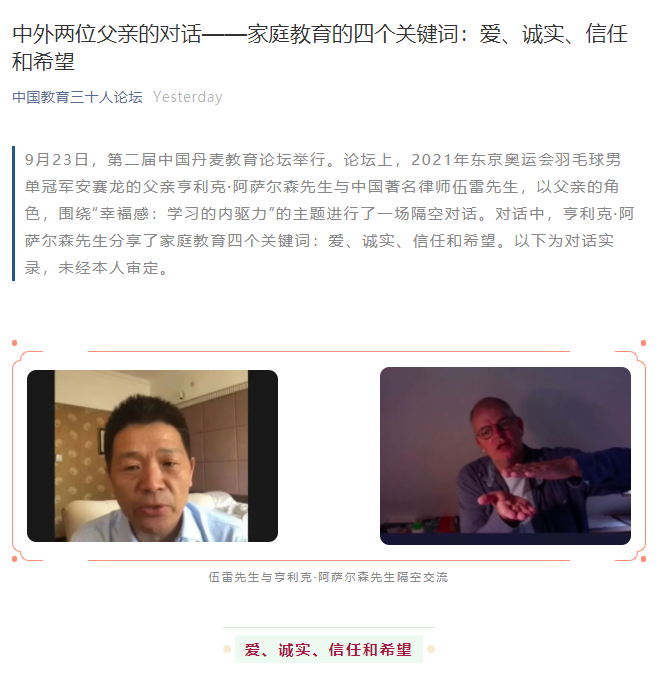 中外两位父亲的对话——家庭教育的四个关键词：爱、诚实、信任
和希望
中国教育三十人论坛 Yesterday
9月23日，第二届中国丹麦教育论坛举行。论坛上，2021年东京奥运会羽毛球男
单冠军安赛龙的父亲亨利克·阿萨尔森先生与中国著名律师伍雷先生，以父亲的角
色，围绕“幸福感：学习的内驱力”的主题进行了一场隔空对话。对话中，亨利克·阿
萨尔森先生分享了家庭教育四个关键词：爱、诚实、信任和希望。以下为对话实
录，未经本人审定。
伍雷先生与亨利克·阿萨尔森先生隔空交流
爱、诚实、信任和希望